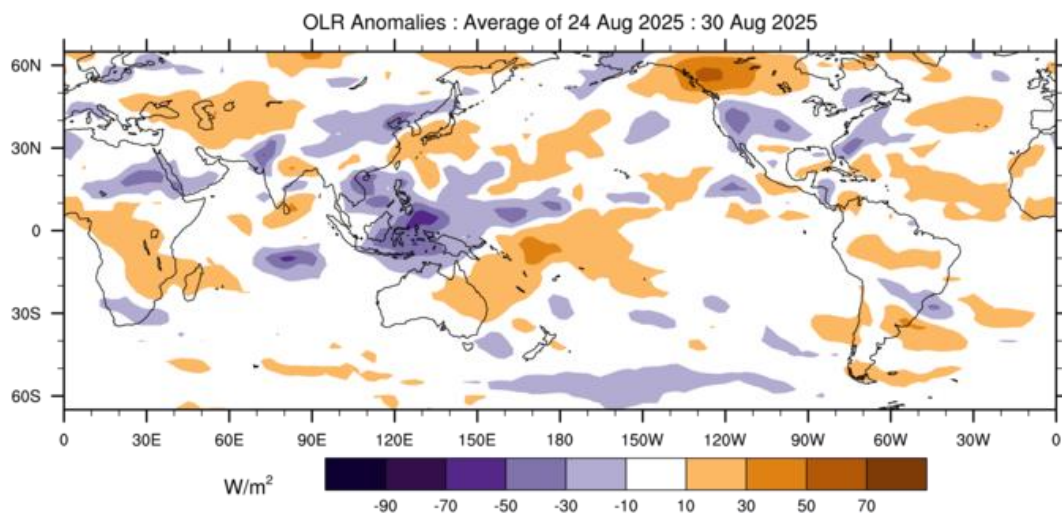 OLR Anomalies : Average of 24 Aug 2025 : 30 Aug 2025
60N
30N
0
30S
60S
0 30E 60E 90E 120E 150E 180 150W 120W 90W 60W 30W 0
W/m²
-90 -70 -50 -30 -10 10 30 50 70